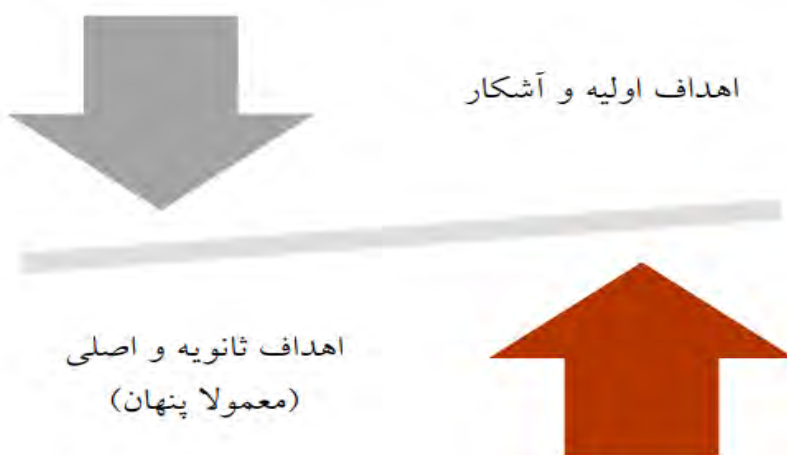 اهداف اولیه و آشکار
اهداف ثانویه و اصلی
(معمولا پنهان)